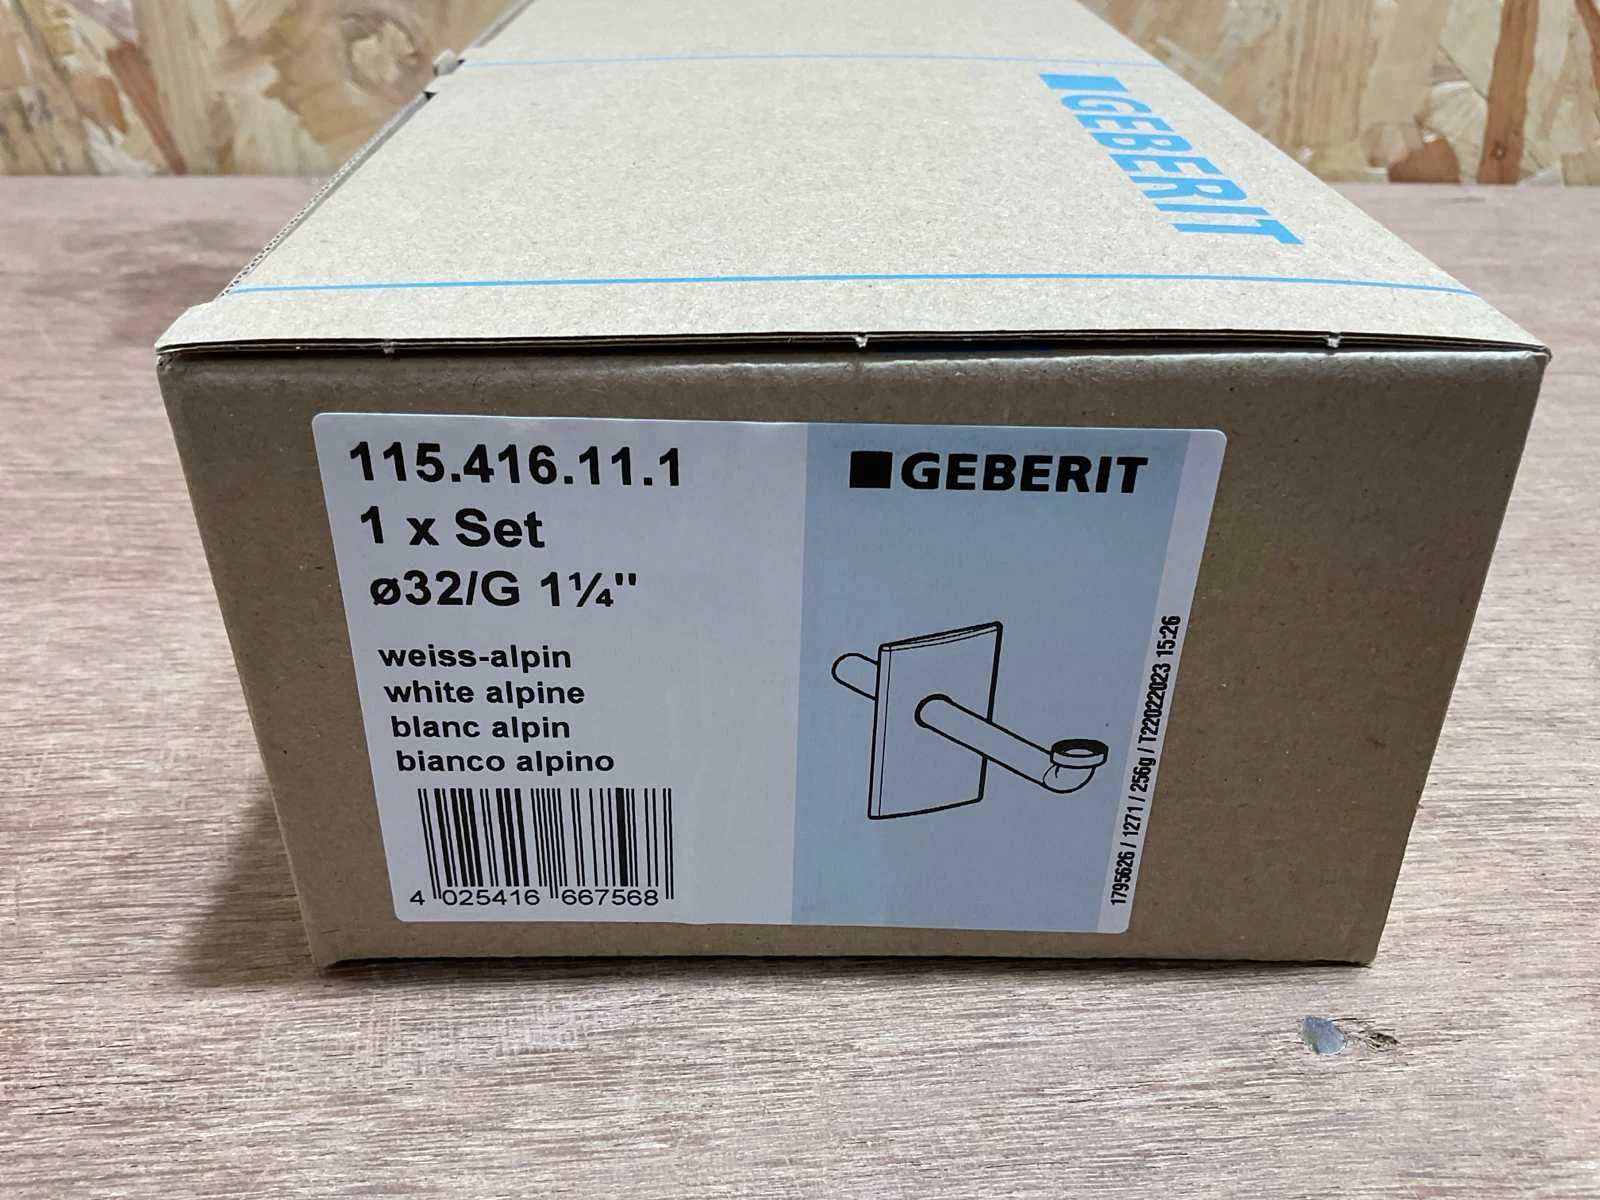 GEBERIT
115.416.11.1
1 x Set
ø32/G 1¼"
weiss-alpin
white alpine
blanc alpin
bianco alpino
4 025416 667568
GEBERIT
1795626 / 1271 / 256g / T22022023 15:26